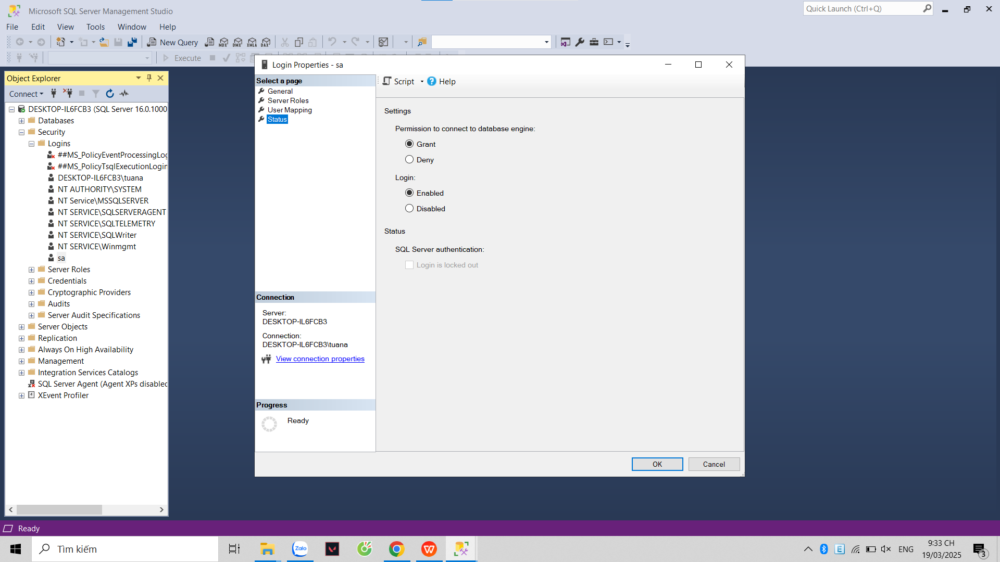 Microsoft SQL Server Management Studio
Quick Launch (Ctrl+Q)
File Edit View Tools Window Help
New Query MDX DMX XMLA DAX
Execute
Object Explorer
Connect
DESKTOP-IL6FCB3 (SQL Server 16.0.1000
Databases
Security
Logins
##MS_PolicyEventProcessingLog
##MS_PolicyTsqlExecutionLogin
DESKTOP-IL6FCB3\tuana
NT AUTHORITY\SYSTEM
NT Service\MSSQLSERVER
NT SERVICE\SQLSERVERAGENT
NT SERVICE\SQLTELEMETRY
NT SERVICE\SQLWriter
NT SERVICE\Winmgmt
sa
Server Roles
Credentials
Cryptographic Providers
Audits
Server Audit Specifications
Server Objects
Replication
Always On High Availability
Management
Integration Services Catalogs
SQL Server Agent (Agent XPs disabled
XEvent Profiler
Login Properties - sa
Select a page
General
Server Roles
User Mapping
Status
Connection
Server:
DESKTOP-IL6FCB3
Connection:
DESKTOP-IL6FCB3\tuana
View connection properties
Progress
Ready
Script Help
Settings
Permission to connect to database engine:
Grant
Deny
Login:
Enabled
Disabled
Status
SQL Server authentication:
Login is locked out
OK Cancel
Ready
Tìm kiếm
Zalo
ENG
9:33 CH
19/03/2025
3